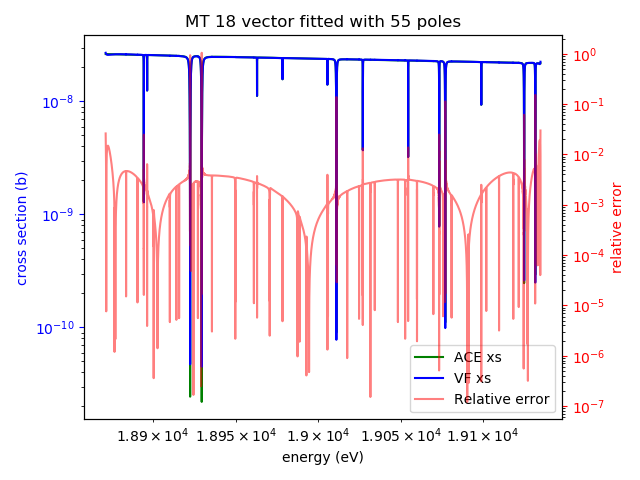 MT 18 vector fitted with 55 poles
cross section (b)
10⁻⁸
10⁻⁹
10⁻¹⁰
10⁰
10⁻¹
10⁻²
10⁻³
10⁻⁴
10⁻⁵
10⁻⁶
10⁻⁷
relative error
ACE xs
VF xs
Relative error
1.89 × 10⁴ 1.895 × 10⁴ 1.9 × 10⁴ 1.905 × 10⁴ 1.91 × 10⁴
energy (eV)